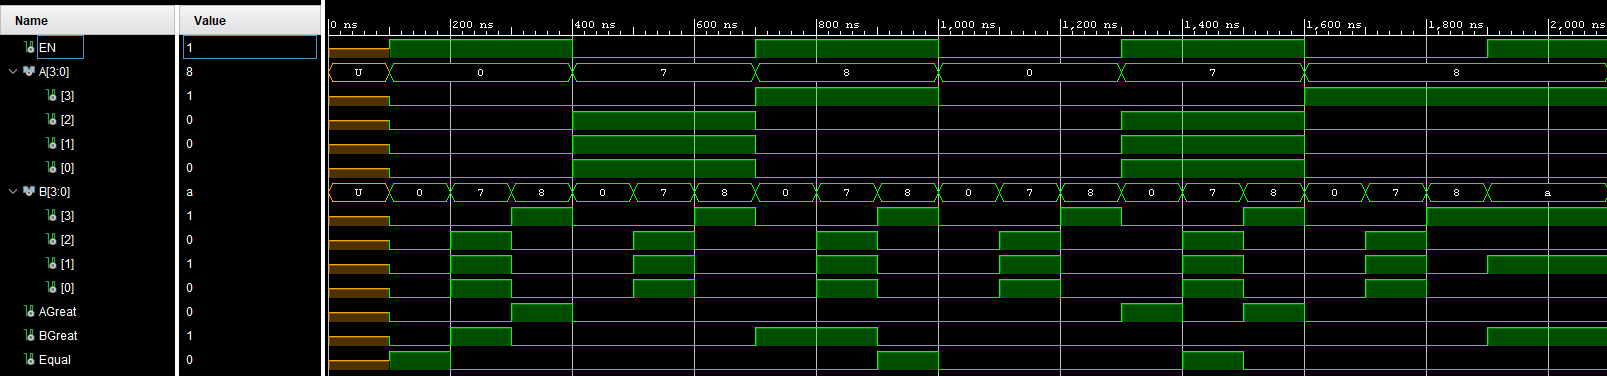 Name Value 0 ns 200 ns 400 ns 600 ns 800 ns 1,000 ns 1,200 ns 1,400 ns 1,600 ns 1,800 ns 2,000 ns
EN 1
A[3:0] 8 U 0 7 8 0 7 8
[3] 1
[2] 0
[1] 0
[0] 0
B[3:0] a U 0 7 8 0 7 8 0 7 8 0 7 8 0 7 8 0 7 8 a
[3] 1
[2] 0
[1] 1
[0] 0
AGreat 0
BGreat 1
Equal 0